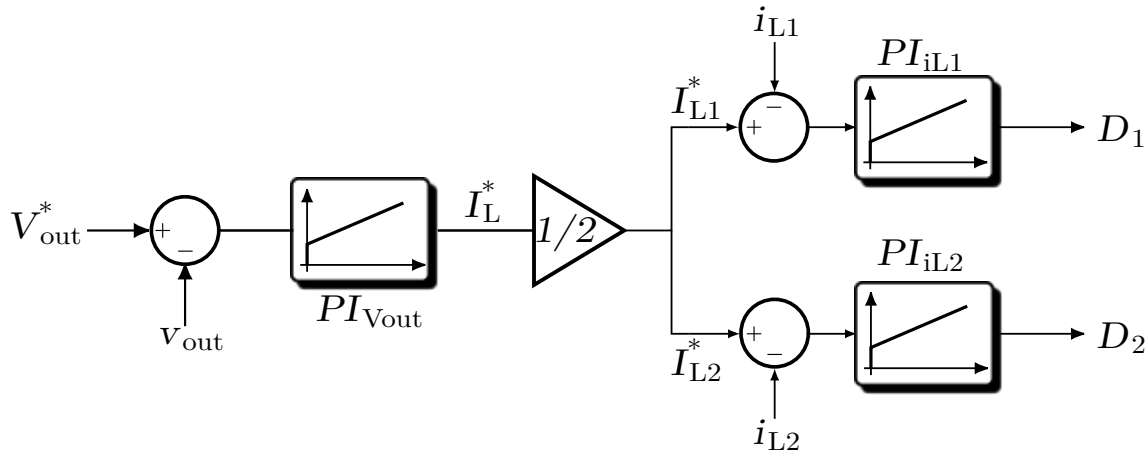 i_L1
PI_iL1
I*_L1
−
+
D_1
V*_out
+
−
I*_L
1/2
v_out
PI_Vout
PI_iL2
+
−
I*_L2
D_2
i_L2